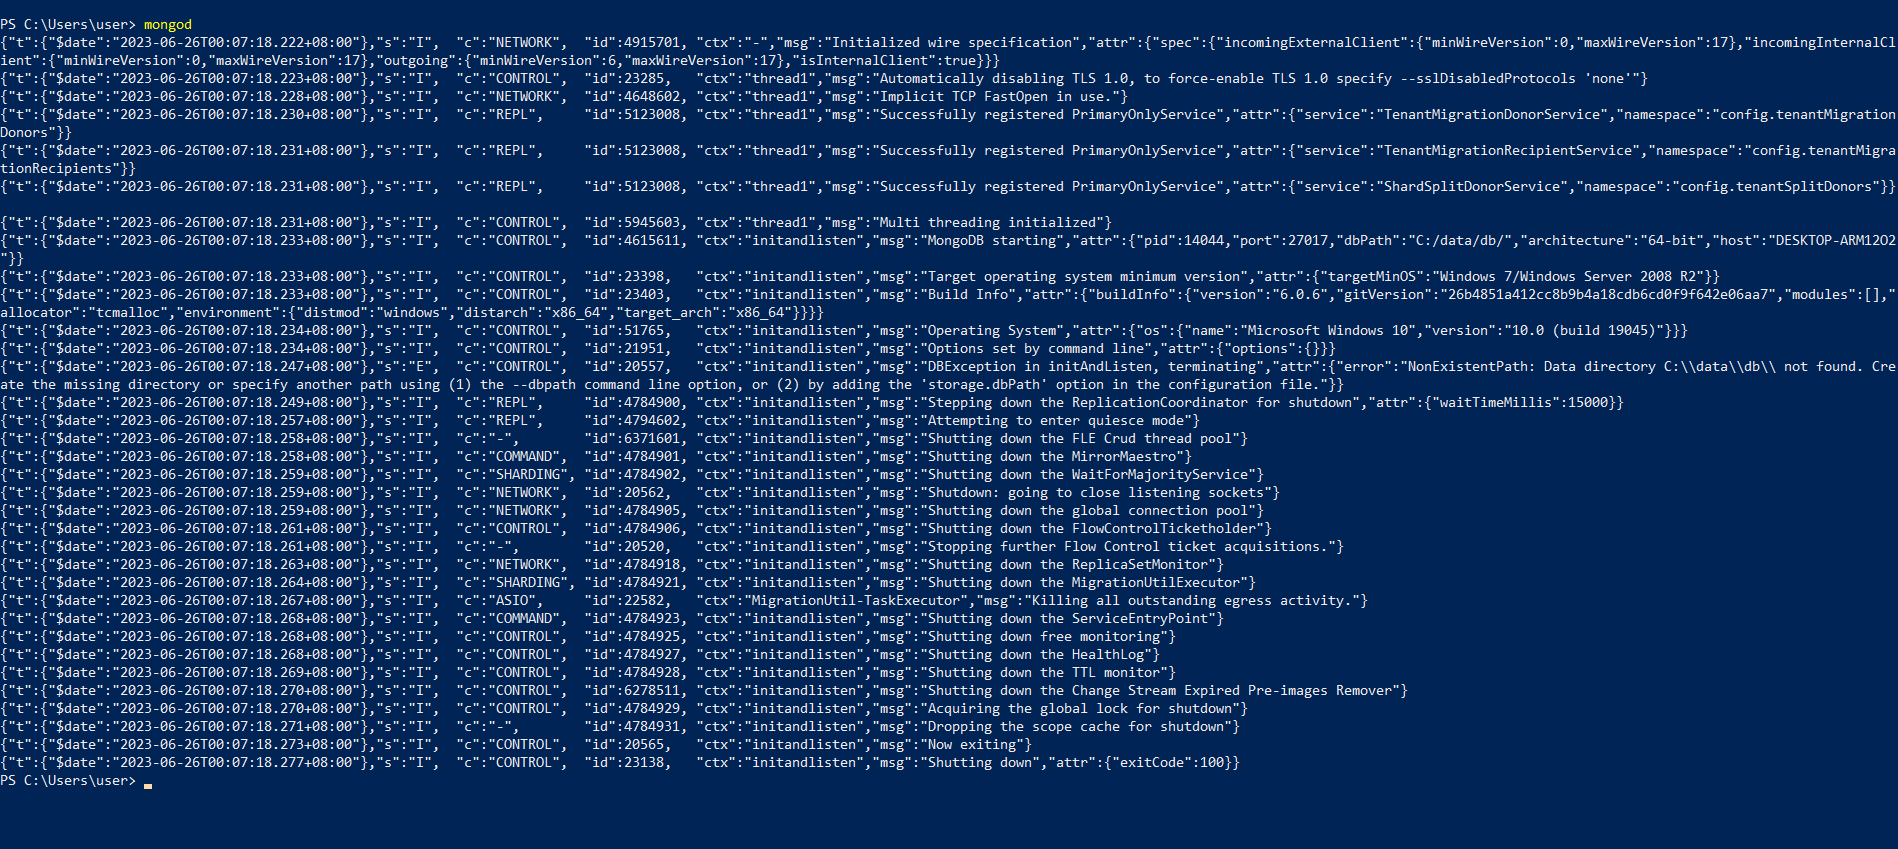 PS C:\Users\user> mongod
{"t":{"$date":"2023-06-26T00:07:18.222+08:00"},"s":"I",  "c":"NETWORK",  "id":4915701, "ctx":"-","msg":"Initialized wire specification","attr":{"spec":{"incomingExternalClient":{"minWireVersion":0,"maxWireVersion":17},"incomingInternalCl
ient":{"minWireVersion":0,"maxWireVersion":17},"outgoing":{"minWireVersion":6,"maxWireVersion":17},"isInternalClient":true}}}
{"t":{"$date":"2023-06-26T00:07:18.223+08:00"},"s":"I",  "c":"CONTROL",  "id":23285,   "ctx":"thread1","msg":"Automatically disabling TLS 1.0, to force-enable TLS 1.0 specify --sslDisabledProtocols 'none'"}
{"t":{"$date":"2023-06-26T00:07:18.228+08:00"},"s":"I",  "c":"NETWORK",  "id":4648602, "ctx":"thread1","msg":"Implicit TCP FastOpen in use."}
{"t":{"$date":"2023-06-26T00:07:18.230+08:00"},"s":"I",  "c":"REPL",     "id":5123008, "ctx":"thread1","msg":"Successfully registered PrimaryOnlyService","attr":{"service":"TenantMigrationDonorService","namespace":"config.tenantMigration
Donors"}}
{"t":{"$date":"2023-06-26T00:07:18.231+08:00"},"s":"I",  "c":"REPL",     "id":5123008, "ctx":"thread1","msg":"Successfully registered PrimaryOnlyService","attr":{"service":"TenantMigrationRecipientService","namespace":"config.tenantMigra
tionRecipients"}}
{"t":{"$date":"2023-06-26T00:07:18.231+08:00"},"s":"I",  "c":"REPL",     "id":5123008, "ctx":"thread1","msg":"Successfully registered PrimaryOnlyService","attr":{"service":"ShardSplitDonorService","namespace":"config.tenantSplitDonors"}}
{"t":{"$date":"2023-06-26T00:07:18.231+08:00"},"s":"I",  "c":"CONTROL",  "id":5945603, "ctx":"thread1","msg":"Multi threading initialized"}
{"t":{"$date":"2023-06-26T00:07:18.233+08:00"},"s":"I",  "c":"CONTROL",  "id":4615611, "ctx":"initandlisten","msg":"MongoDB starting","attr":{"pid":14044,"port":27017,"dbPath":"C:/data/db/","architecture":"64-bit","host":"DESKTOP-ARM12O2
"}}
{"t":{"$date":"2023-06-26T00:07:18.233+08:00"},"s":"I",  "c":"CONTROL",  "id":23398,   "ctx":"initandlisten","msg":"Target operating system minimum version","attr":{"targetMinOS":"Windows 7/Windows Server 2008 R2"}}
{"t":{"$date":"2023-06-26T00:07:18.233+08:00"},"s":"I",  "c":"CONTROL",  "id":23403,   "ctx":"initandlisten","msg":"Build Info","attr":{"buildInfo":{"version":"6.0.6","gitVersion":"26b4851a412cc8b9b4a18cdb6cd0f9f642e06aa7","modules":[],"
allocator":"tcmalloc","environment":{"distmod":"windows","distarch":"x86_64","target_arch":"x86_64"}}}}
{"t":{"$date":"2023-06-26T00:07:18.234+08:00"},"s":"I",  "c":"CONTROL",  "id":51765,   "ctx":"initandlisten","msg":"Operating System","attr":{"os":{"name":"Microsoft Windows 10","version":"10.0 (build 19045)"}}}
{"t":{"$date":"2023-06-26T00:07:18.234+08:00"},"s":"I",  "c":"CONTROL",  "id":21951,   "ctx":"initandlisten","msg":"Options set by command line","attr":{"options":{}}}
{"t":{"$date":"2023-06-26T00:07:18.247+08:00"},"s":"E",  "c":"CONTROL",  "id":20557,   "ctx":"initandlisten","msg":"DBException in initAndListen, terminating","attr":{"error":"NonExistentPath: Data directory C:\\data\\db\\ not found. Cre
ate the missing directory or specify another path using (1) the --dbpath command line option, or (2) by adding the 'storage.dbPath' option in the configuration file."}}
{"t":{"$date":"2023-06-26T00:07:18.249+08:00"},"s":"I",  "c":"REPL",     "id":4784900, "ctx":"initandlisten","msg":"Stepping down the ReplicationCoordinator for shutdown","attr":{"waitTimeMillis":15000}}
{"t":{"$date":"2023-06-26T00:07:18.257+08:00"},"s":"I",  "c":"REPL",     "id":4794602, "ctx":"initandlisten","msg":"Attempting to enter quiesce mode"}
{"t":{"$date":"2023-06-26T00:07:18.258+08:00"},"s":"I",  "c":"-",        "id":6371601, "ctx":"initandlisten","msg":"Shutting down the FLE Crud thread pool"}
{"t":{"$date":"2023-06-26T00:07:18.258+08:00"},"s":"I",  "c":"COMMAND",  "id":4784901, "ctx":"initandlisten","msg":"Shutting down the MirrorMaestro"}
{"t":{"$date":"2023-06-26T00:07:18.259+08:00"},"s":"I",  "c":"SHARDING", "id":4784902, "ctx":"initandlisten","msg":"Shutting down the WaitForMajorityService"}
{"t":{"$date":"2023-06-26T00:07:18.259+08:00"},"s":"I",  "c":"NETWORK",  "id":20562,   "ctx":"initandlisten","msg":"Shutdown: going to close listening sockets"}
{"t":{"$date":"2023-06-26T00:07:18.259+08:00"},"s":"I",  "c":"NETWORK",  "id":4784905, "ctx":"initandlisten","msg":"Shutting down the global connection pool"}
{"t":{"$date":"2023-06-26T00:07:18.261+08:00"},"s":"I",  "c":"CONTROL",  "id":4784906, "ctx":"initandlisten","msg":"Shutting down the FlowControlTicketholder"}
{"t":{"$date":"2023-06-26T00:07:18.261+08:00"},"s":"I",  "c":"-",        "id":20520,   "ctx":"initandlisten","msg":"Stopping further Flow Control ticket acquisitions."}
{"t":{"$date":"2023-06-26T00:07:18.263+08:00"},"s":"I",  "c":"NETWORK",  "id":4784918, "ctx":"initandlisten","msg":"Shutting down the ReplicaSetMonitor"}
{"t":{"$date":"2023-06-26T00:07:18.264+08:00"},"s":"I",  "c":"SHARDING", "id":4784921, "ctx":"initandlisten","msg":"Shutting down the MigrationUtilExecutor"}
{"t":{"$date":"2023-06-26T00:07:18.267+08:00"},"s":"I",  "c":"ASIO",     "id":22582,   "ctx":"MigrationUtil-TaskExecutor","msg":"Killing all outstanding egress activity."}
{"t":{"$date":"2023-06-26T00:07:18.268+08:00"},"s":"I",  "c":"COMMAND",  "id":4784923, "ctx":"initandlisten","msg":"Shutting down the ServiceEntryPoint"}
{"t":{"$date":"2023-06-26T00:07:18.268+08:00"},"s":"I",  "c":"CONTROL",  "id":4784925, "ctx":"initandlisten","msg":"Shutting down free monitoring"}
{"t":{"$date":"2023-06-26T00:07:18.268+08:00"},"s":"I",  "c":"CONTROL",  "id":4784927, "ctx":"initandlisten","msg":"Shutting down the HealthLog"}
{"t":{"$date":"2023-06-26T00:07:18.269+08:00"},"s":"I",  "c":"CONTROL",  "id":4784928, "ctx":"initandlisten","msg":"Shutting down the TTL monitor"}
{"t":{"$date":"2023-06-26T00:07:18.270+08:00"},"s":"I",  "c":"CONTROL",  "id":6278511, "ctx":"initandlisten","msg":"Shutting down the Change Stream Expired Pre-images Remover"}
{"t":{"$date":"2023-06-26T00:07:18.270+08:00"},"s":"I",  "c":"CONTROL",  "id":4784929, "ctx":"initandlisten","msg":"Acquiring the global lock for shutdown"}
{"t":{"$date":"2023-06-26T00:07:18.271+08:00"},"s":"I",  "c":"-",        "id":4784931, "ctx":"initandlisten","msg":"Dropping the scope cache for shutdown"}
{"t":{"$date":"2023-06-26T00:07:18.273+08:00"},"s":"I",  "c":"CONTROL",  "id":20565,   "ctx":"initandlisten","msg":"Now exiting"}
{"t":{"$date":"2023-06-26T00:07:18.277+08:00"},"s":"I",  "c":"CONTROL",  "id":23138,   "ctx":"initandlisten","msg":"Shutting down","attr":{"exitCode":100}}
PS C:\Users\user>